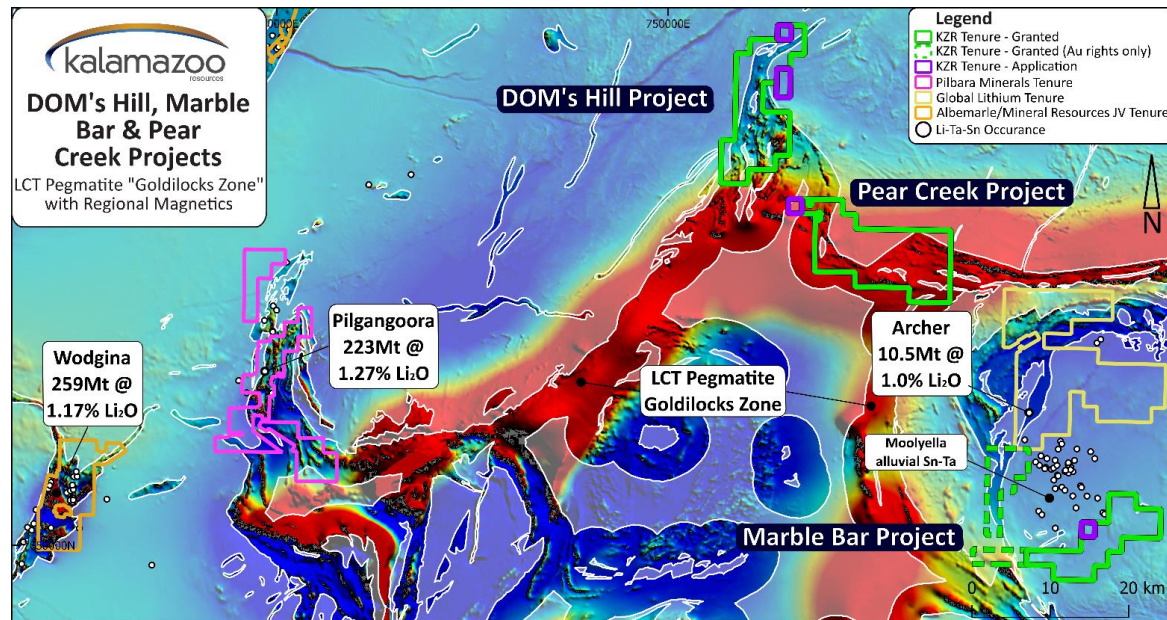 kalamazoo
resources
DOM's Hill, Marble
Bar & Pear
Creek Projects
LCT Pegmatite "Goldilocks Zone"
with Regional Magnetics
0000E
750000E
Legend
KZR Tenure - Granted
KZR Tenure - Granted (Au rights only)
KZR Tenure - Application
Pilbara Minerals Tenure
Global Lithium Tenure
Albemarle/Mineral Resources JV Tenure
Li-Ta-Sn Occurance
N
DOM's Hill Project
Pear Creek Project
Wodgina
259Mt @
1.17% Li₂O
Pilgangoora
223Mt @
1.27% Li₂O
LCT Pegmatite
Goldilocks Zone
Archer
10.5Mt @
1.0% Li₂O
Moolyella
alluvial Sn-Ta
Marble Bar Project
50000N
0 10 20 km